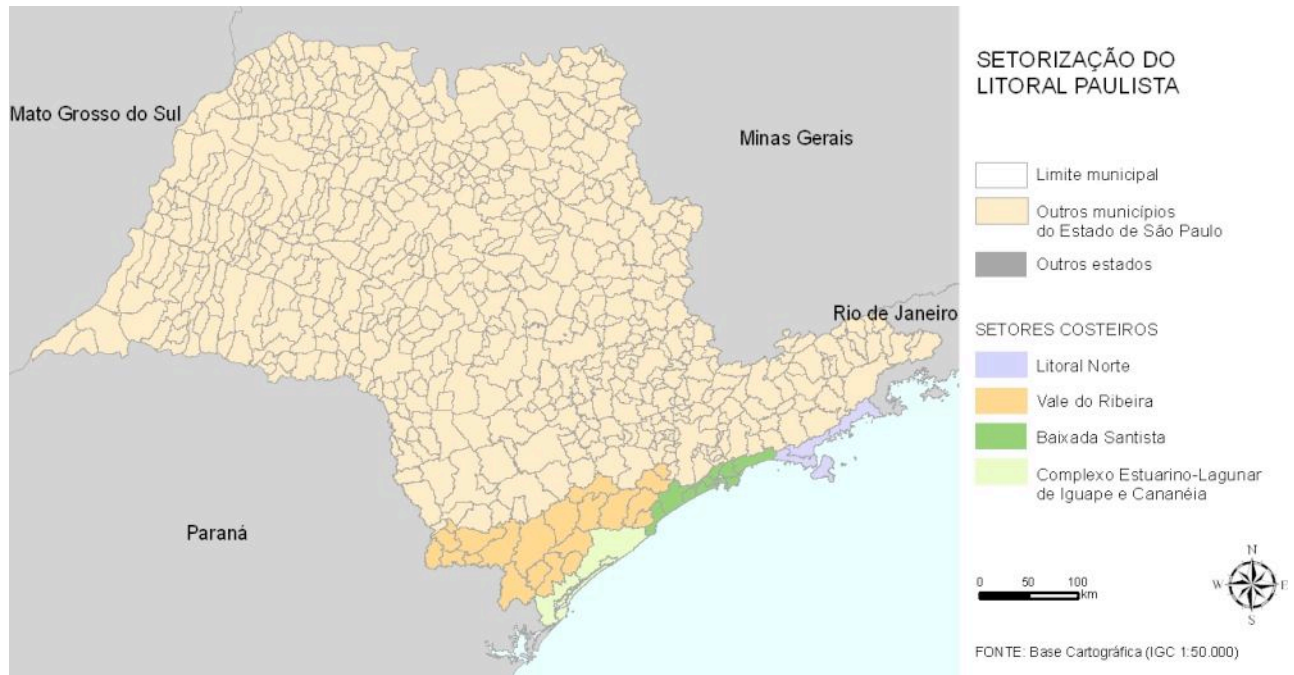 Mato Grosso do Sul
Minas Gerais
Rio de Janeiro
Paraná
SETORIZAÇÃO DO
LITORAL PAULISTA
Limite municipal
Outros municípios
do Estado de São Paulo
Outros estados
SETORES COSTEIROS
Litoral Norte
Vale do Ribeira
Baixada Santista
Complexo Estuarino-Lagunar
de Iguape e Cananéia
0 50 100
km
N
W E
S
FONTE: Base Cartográfica (IGC 1:50.000)